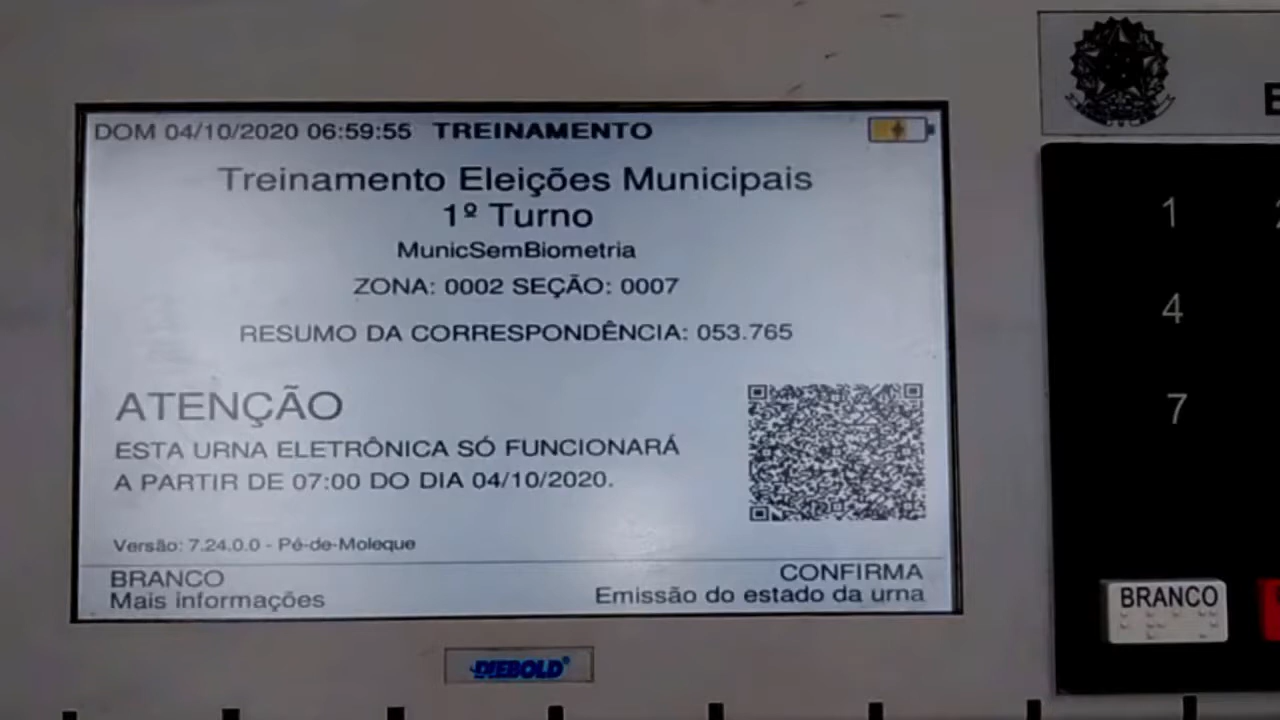 DOM 04/10/2020 06:59:55 TREINAMENTO
Treinamento Eleições Municipais
1º Turno
MunicSemBiometria
ZONA: 0002 SEÇÃO: 0007
RESUMO DA CORRESPONDÊNCIA: 053.765
ATENÇÃO
ESTA URNA ELETRÔNICA SÓ FUNCIONARÁ
A PARTIR DE 07:00 DO DIA 04/10/2020.
Versão: 7.24.0.0 - Pé-de-Moleque
BRANCO
Mais informações
CONFIRMA
Emissão do estado da urna
DIEBOLD
1
4
7
BRANCO